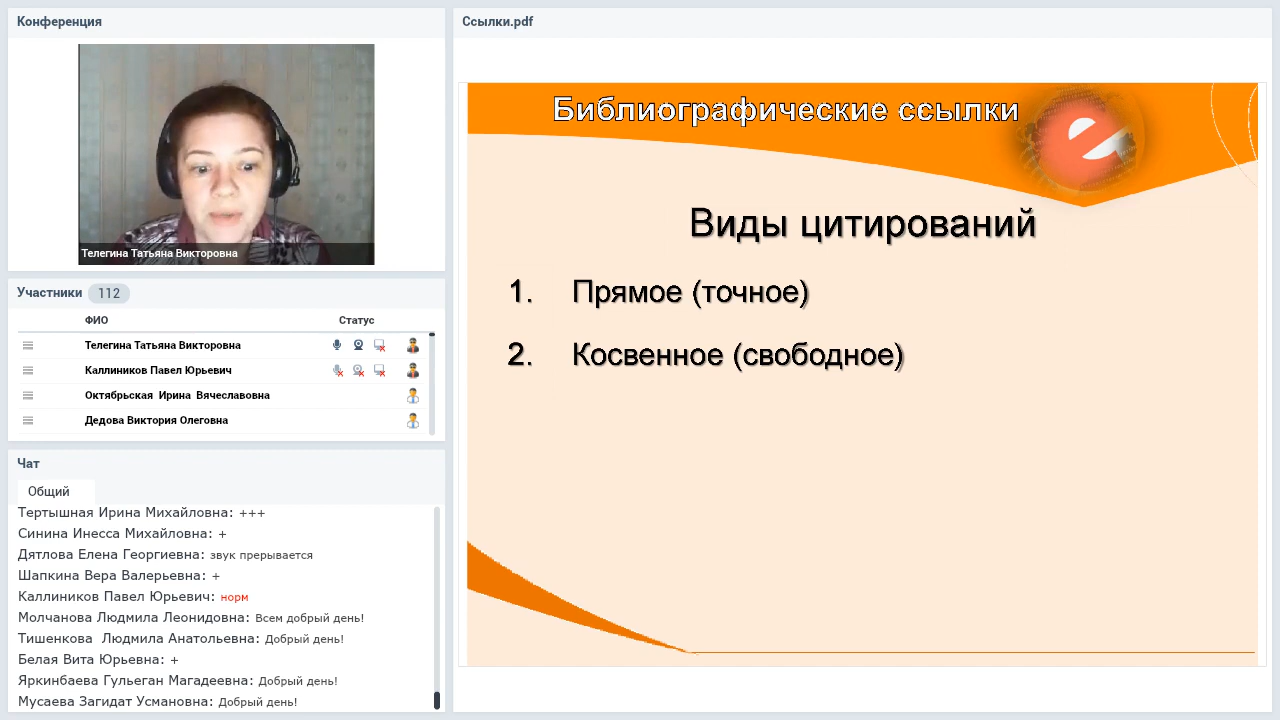 Конференция
Телегина Татьяна Викторовна
Участники 112
ФИО Статус
Телегина Татьяна Викторовна
Каллиников Павел Юрьевич
Октябрьская Ирина Вячеславовна
Дедова Виктория Олеговна
Чат
Общий
Тертышная Ирина Михайловна: +++
Синина Инесса Михайловна: +
Дятлова Елена Георгиевна: звук прерывается
Шапкина Вера Валерьевна: +
Каллиников Павел Юрьевич: норм
Молчанова Людмила Леонидовна: Всем добрый день!
Тишенкова Людмила Анатольевна: Добрый день!
Белая Вита Юрьевна: +
Яркинбаева Гульеган Магадеевна: Добрый день!
Мусаева Загидат Усмановна: Добрый день!
Ссылки.pdf
Библиографические ссылки
e
Виды цитирований
1. Прямое (точное)
2. Косвенное (свободное)